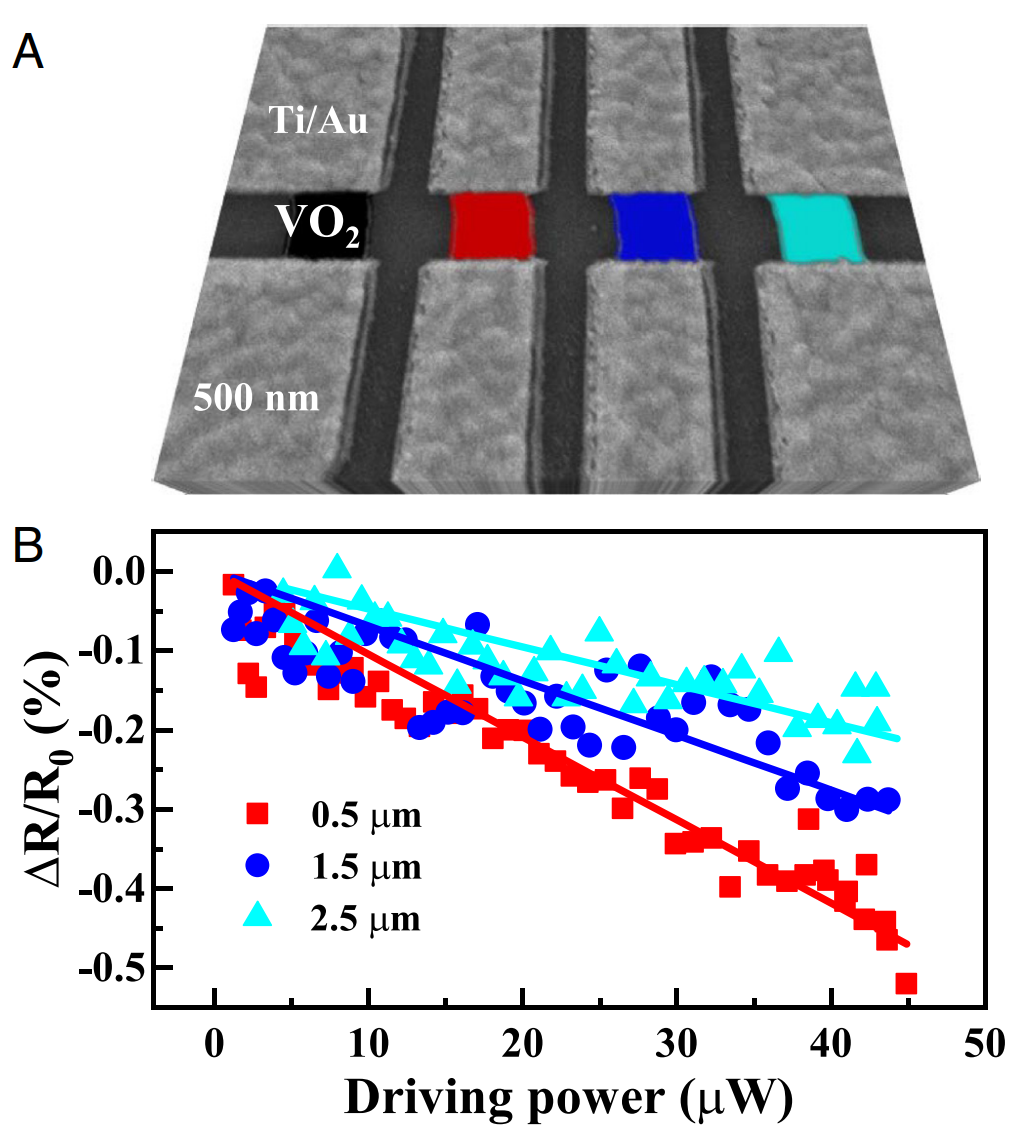 A
Ti/Au
VO₂
500 nm
B
0.0
-0.1
-0.2
-0.3
-0.4
-0.5
ΔR/R₀ (%)
0.5 μm
1.5 μm
2.5 μm
0 10 20 30 40 50
Driving power (μW)